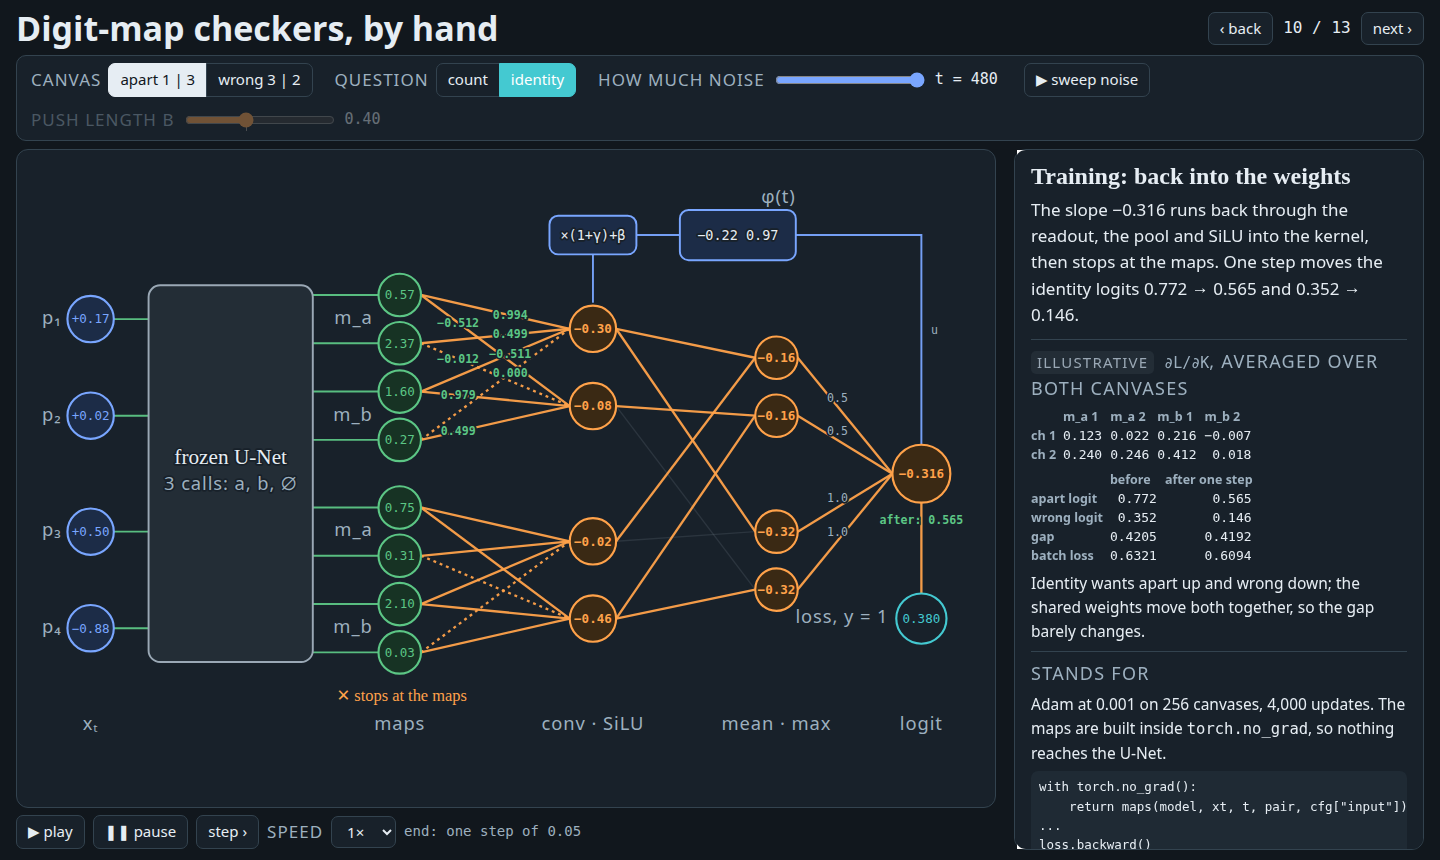 Digit-map checkers, by hand
‹ back 10 / 13 next ›
CANVAS apart 1 | 3 wrong 3 | 2 QUESTION count identity HOW MUCH NOISE t = 480 ▶ sweep noise
PUSH LENGTH B 0.40
φ(t)
×(1+γ)+β −0.22 0.97
u
p₁ +0.17
p₂ +0.02
p₃ +0.50
p₄ −0.88
frozen U-Net
3 calls: a, b, ∅
m_a
m_b
m_a
m_b
0.57
2.37
1.60
0.27
0.75
0.31
2.10
0.03
0.994
−0.512
0.499
−0.511
−0.012
0.000
0.979
0.499
−0.30
−0.08
−0.02
−0.46
−0.16
−0.16
−0.32
−0.32
0.5
0.5
1.0
1.0
−0.316
after: 0.565
loss, y = 1 0.380
✕ stops at the maps
xₜ maps conv · SiLU mean · max logit
▶ play ❚❚ pause step › SPEED 1× end: one step of 0.05
Training: back into the weights
The slope −0.316 runs back through the
readout, the pool and SiLU into the kernel,
then stops at the maps. One step moves the
identity logits 0.772 → 0.565 and 0.352 →
0.146.
ILLUSTRATIVE ∂L/∂K, AVERAGED OVER
BOTH CANVASES
m_a 1 m_a 2 m_b 1 m_b 2
ch 1 0.123 0.022 0.216 −0.007
ch 2 0.240 0.246 0.412 0.018
before after one step
apart logit 0.772 0.565
wrong logit 0.352 0.146
gap 0.4205 0.4192
batch loss 0.6321 0.6094
Identity wants apart up and wrong down; the
shared weights move both together, so the gap
barely changes.
STANDS FOR
Adam at 0.001 on 256 canvases, 4,000 updates. The
maps are built inside torch.no_grad, so nothing
reaches the U-Net.
with torch.no_grad():
return maps(model, xt, t, pair, cfg["input"])
...
loss.backward()